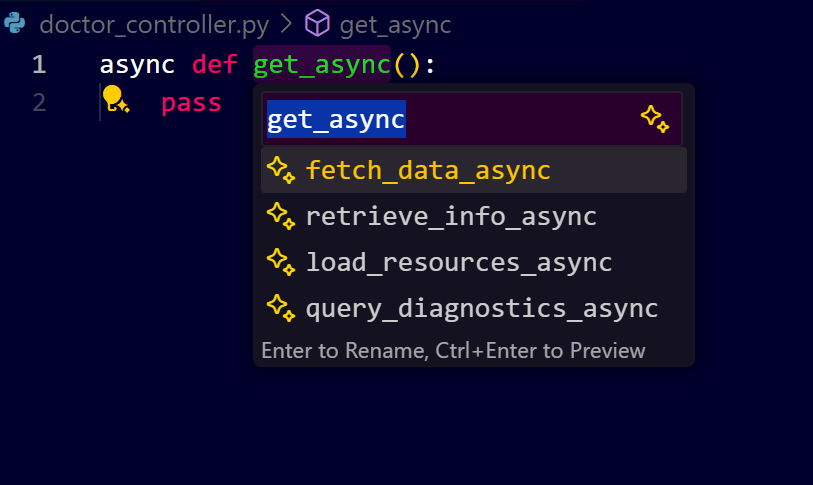 doctor_controller.py > get_async
1 async def get_async():
2 pass
get_async
fetch_data_async
retrieve_info_async
load_resources_async
query_diagnostics_async
Enter to Rename, Ctrl+Enter to Preview